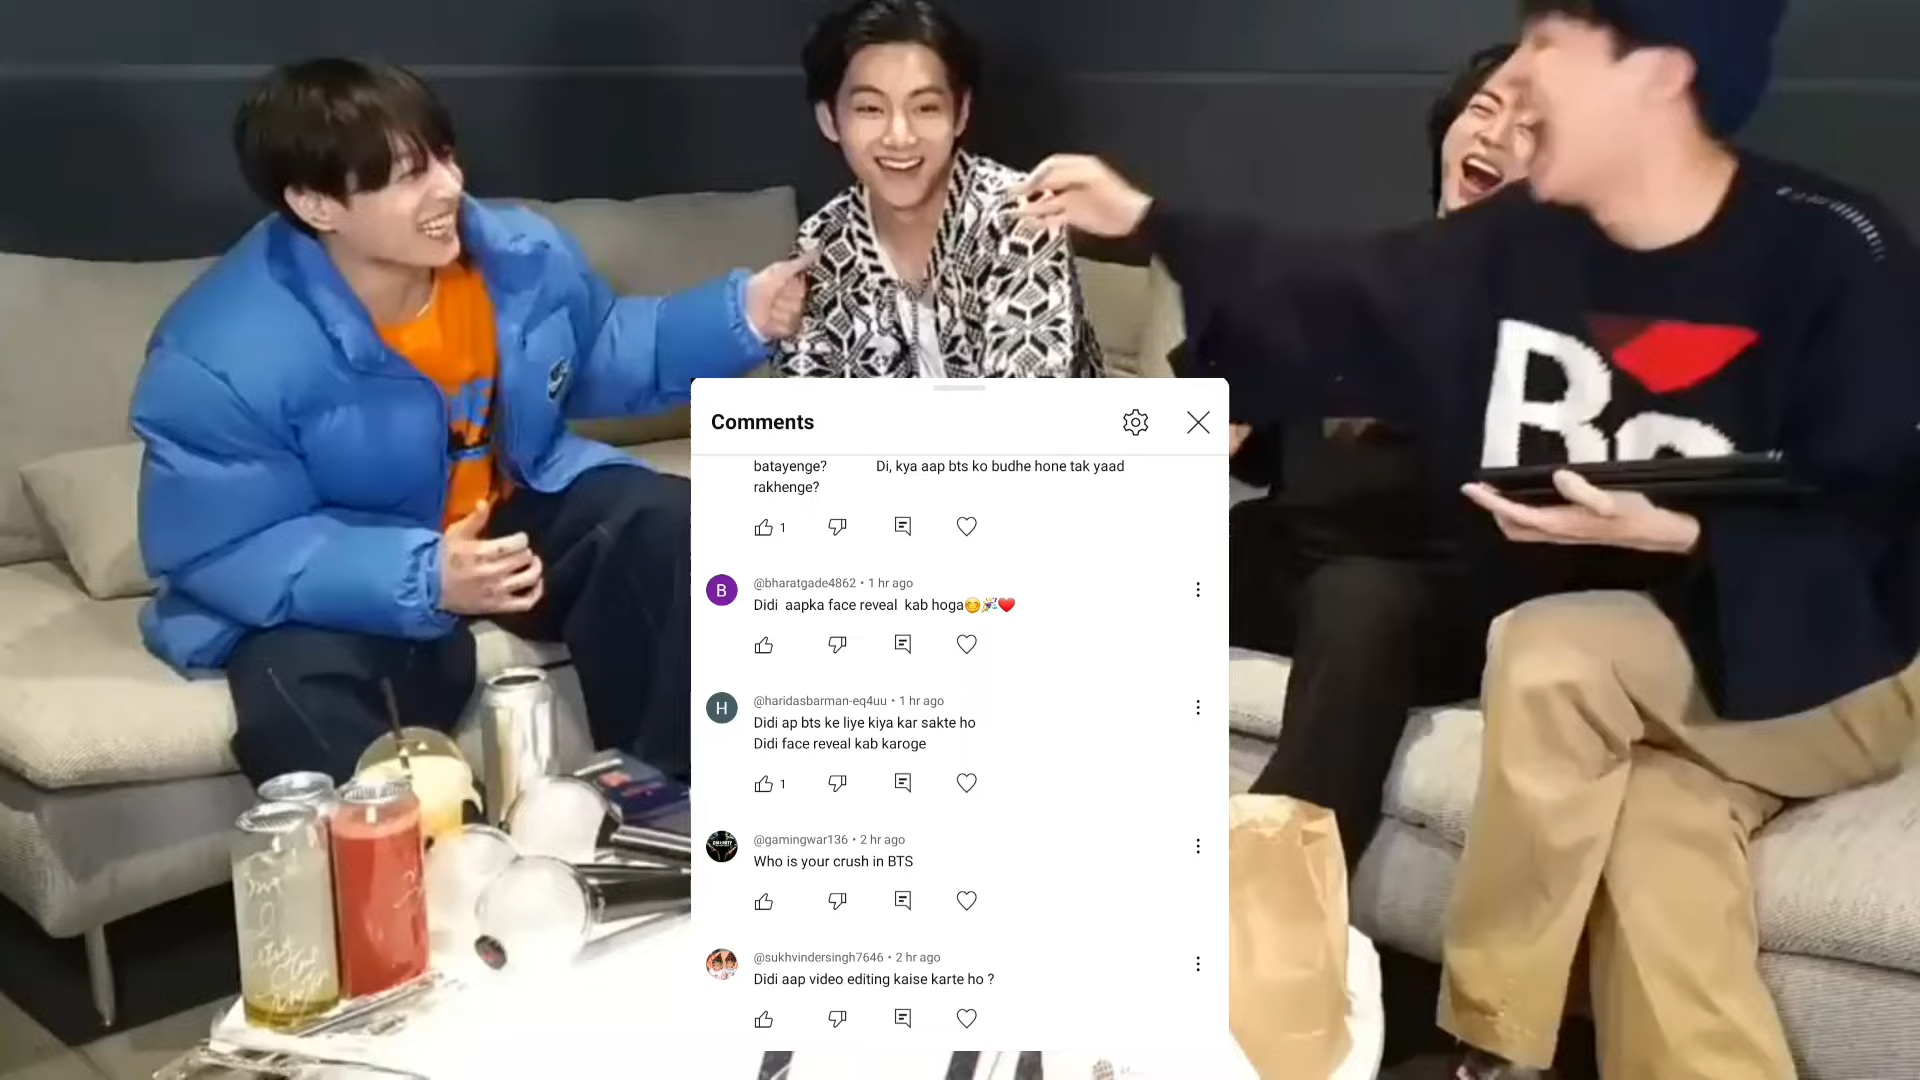 Comments
batayenge? Di, kya aap bts ko budhe hone tak yaad
rakhenge?
1
B
@bharatgade4862 • 1 hr ago
Didi aapka face reveal kab hoga😊🎉❤️
H
@haridasbarman-eq4uu • 1 hr ago
Didi ap bts ke liye kiya kar sakte ho
Didi face reveal kab karoge
1
@gamingwar136 • 2 hr ago
Who is your crush in BTS
@sukhvindersingh7646 • 2 hr ago
Didi aap video editing kaise karte ho ?